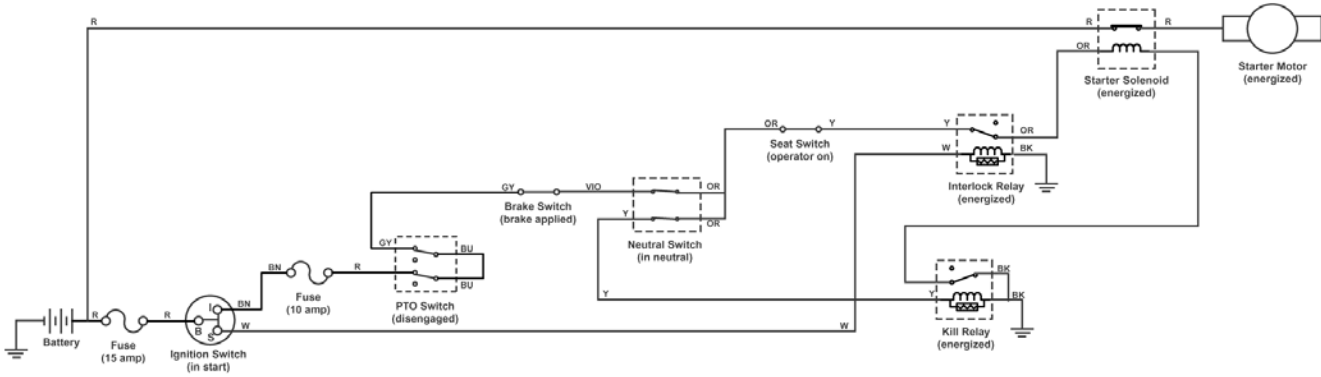 R
R
R
OR
Starter Solenoid
(energized)
Starter Motor
(energized)
OR
Y
Seat Switch
(operator on)
Y
OR
W
BK
Interlock Relay
(energized)
GY
VIO
Brake Switch
(brake applied)
OR
Y
OR
Neutral Switch
(in neutral)
GY
BU
BU
PTO Switch
(disengaged)
BN
R
Fuse
(10 amp)
BK
Y
Y
BK
Kill Relay
(energized)
Battery
R
R
Fuse
(15 amp)
I
B
S
BN
W
W
Ignition Switch
(in start)